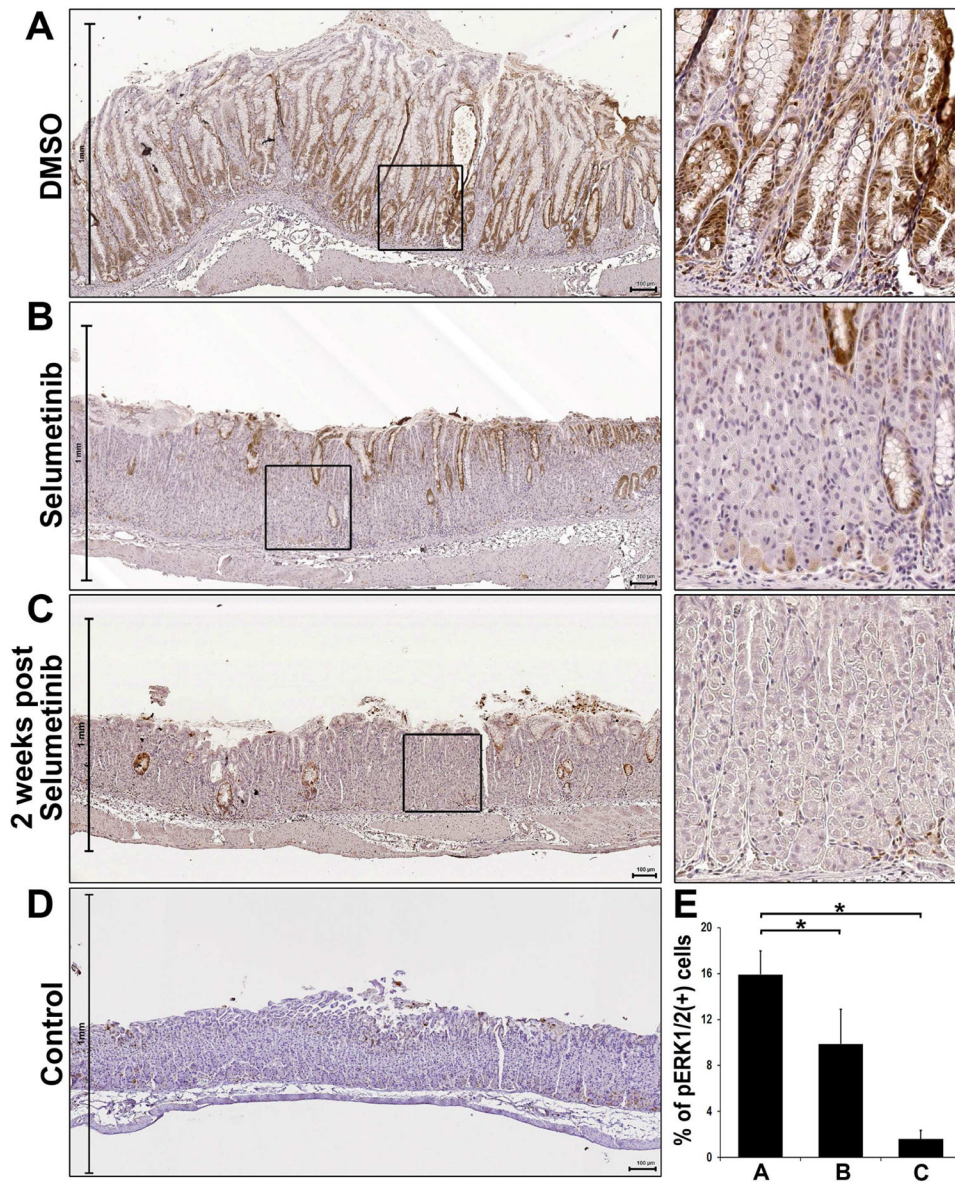 A
DMSO
1mm
100 µm
B
Selumetinib
1 mm
100 µm
C
2 weeks post
Selumetinib
1 mm
100 µm
D
Control
1mm
100 µm
E
% of pERK1/2(+) cells
20
16
12
8
4
0
*
*
A
B
C